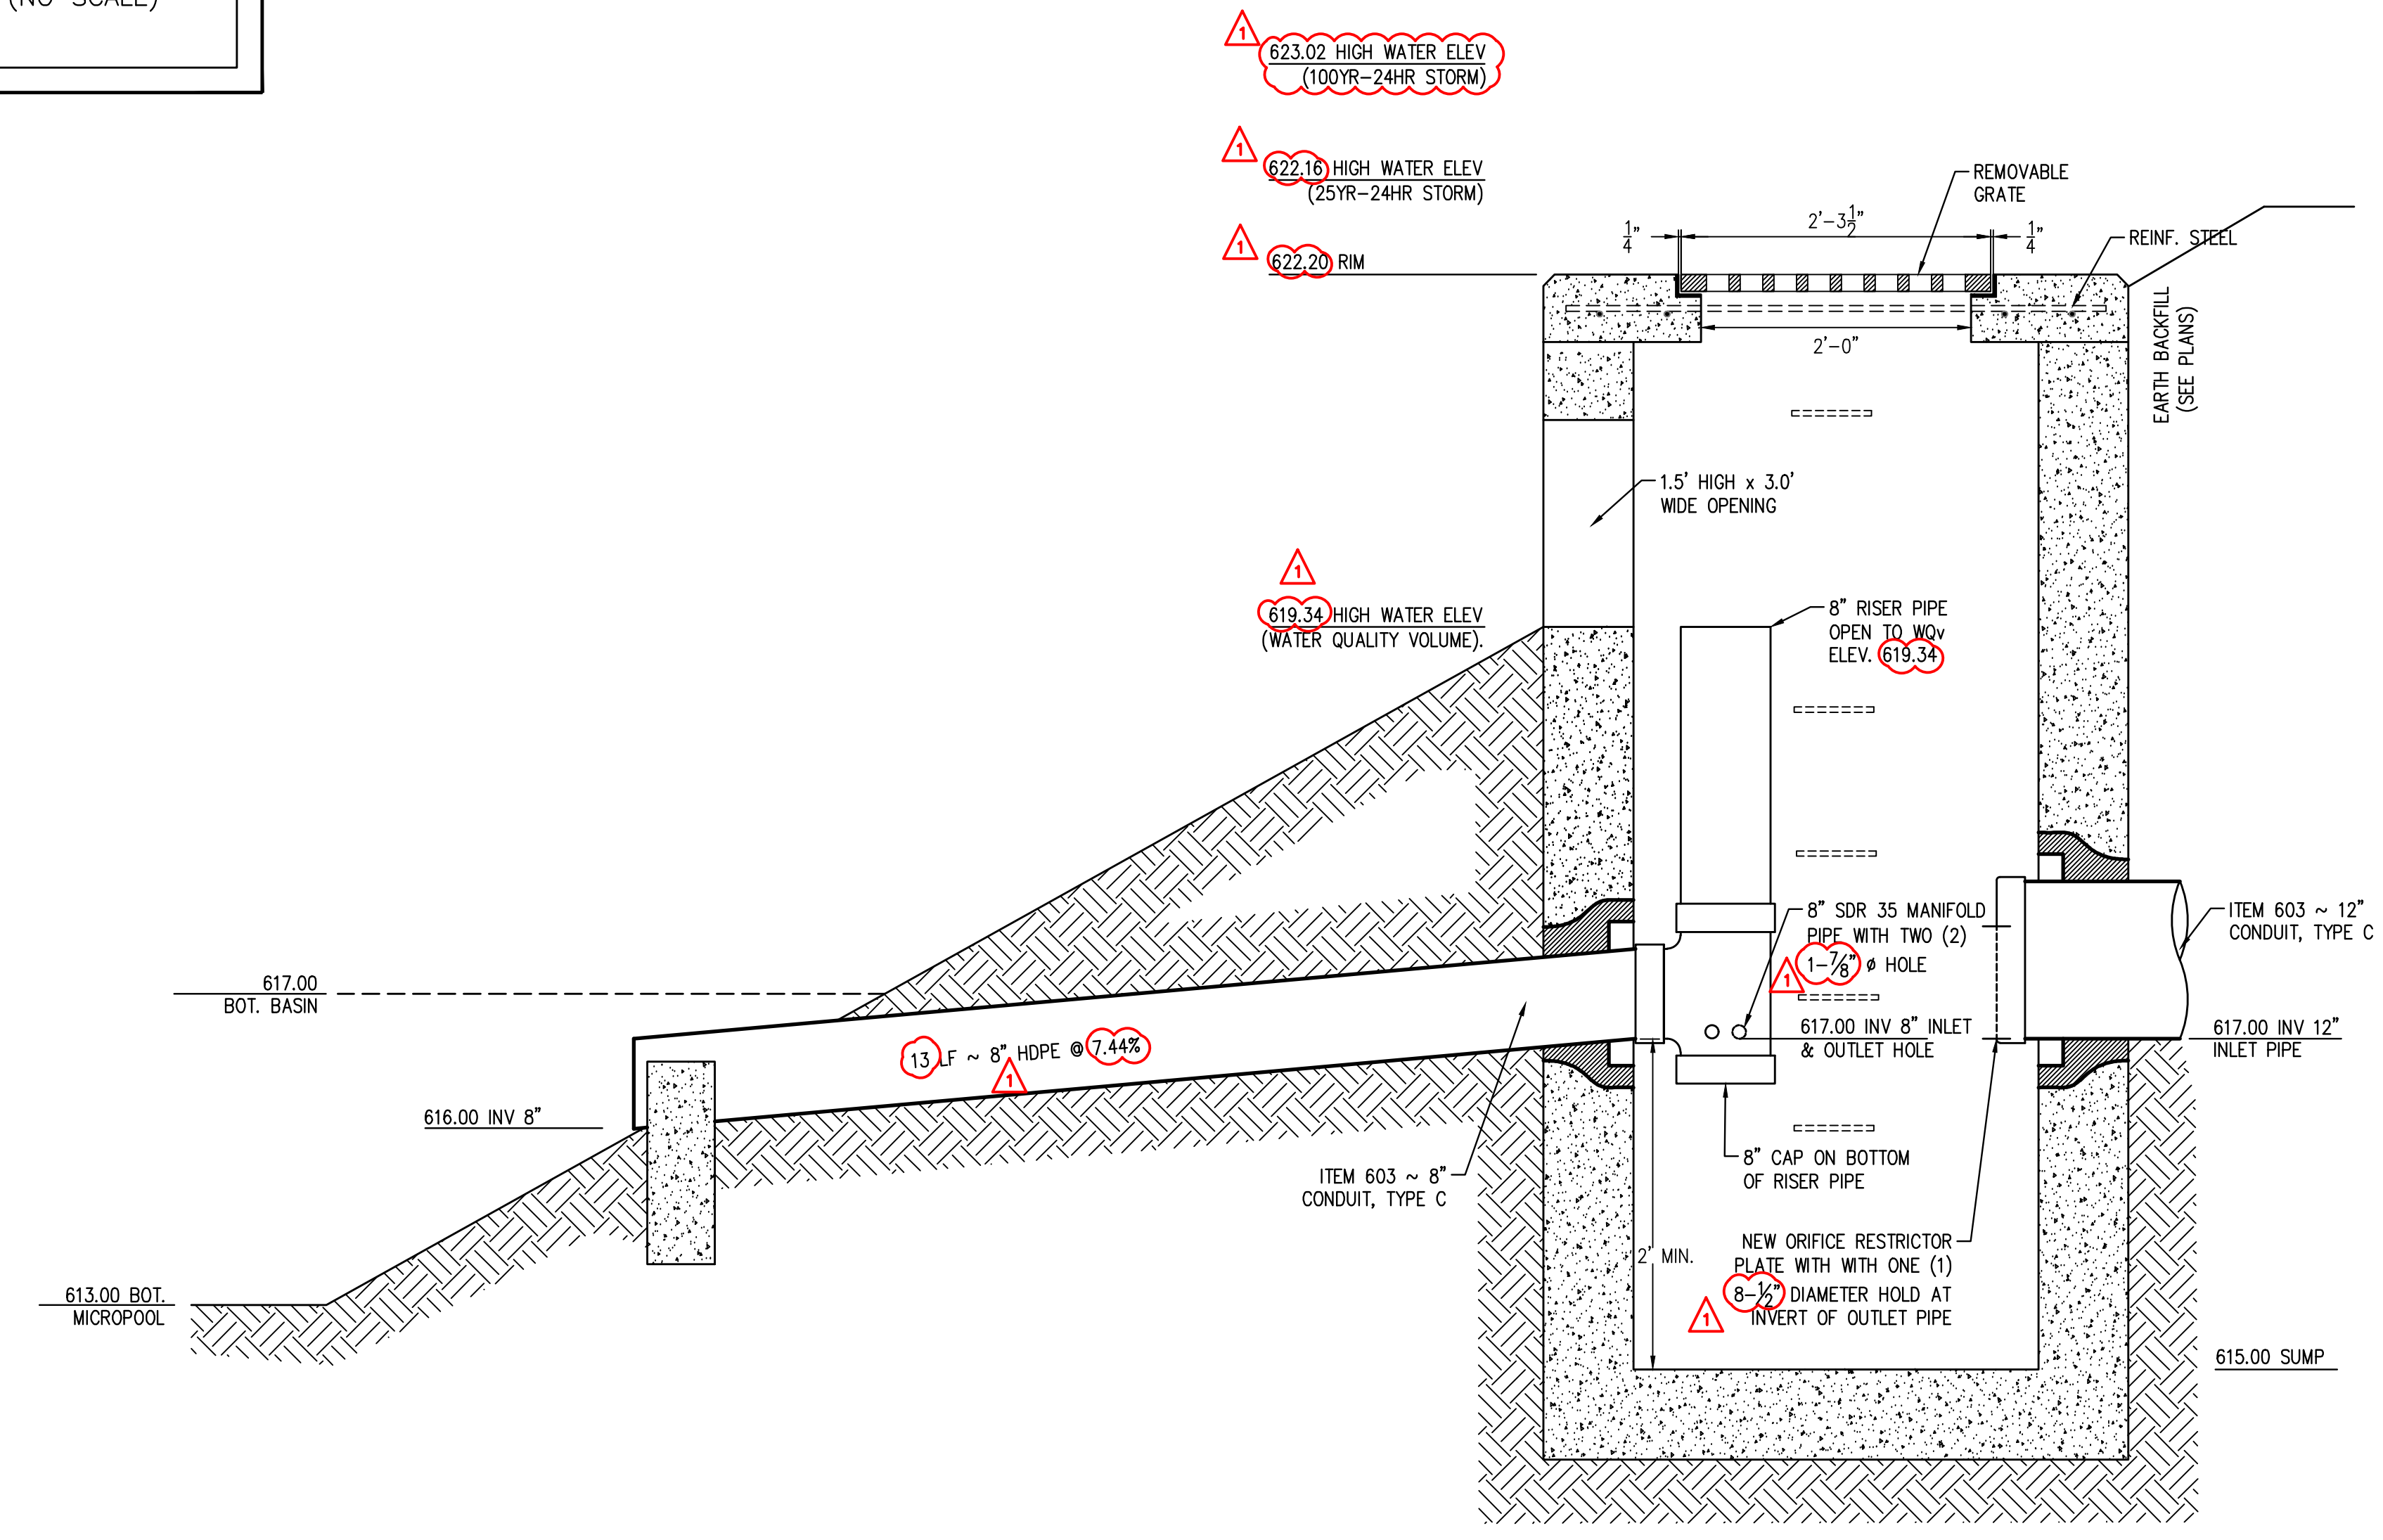 (NO SCALE)
1
623.02 HIGH WATER ELEV
(100YR-24HR STORM)
1
622.16 HIGH WATER ELEV
(25YR-24HR STORM)
1
622.20 RIM
REMOVABLE
GRATE
1/4"
2'-3 1/2"
1/4"
REINF. STEEL
2'-0"
EARTH BACKFILL
(SEE PLANS)
1.5' HIGH x 3.0'
WIDE OPENING
1
619.34 HIGH WATER ELEV
(WATER QUALITY VOLUME).
8" RISER PIPE
OPEN TO WQv
ELEV. 619.34
8" SDR 35 MANIFOLD
PIPE WITH TWO (2)
1-7/8" ø HOLE
1
ITEM 603 ~ 12"
CONDUIT, TYPE C
617.00
BOT. BASIN
617.00 INV 8" INLET
& OUTLET HOLE
617.00 INV 12"
INLET PIPE
13 LF ~ 8" HDPE @ 7.44%
1
616.00 INV 8"
ITEM 603 ~ 8"
CONDUIT, TYPE C
8" CAP ON BOTTOM
OF RISER PIPE
2' MIN.
NEW ORIFICE RESTRICTOR
PLATE WITH WITH ONE (1)
8-1/2" DIAMETER HOLD AT
INVERT OF OUTLET PIPE
1
613.00 BOT.
MICROPOOL
615.00 SUMP